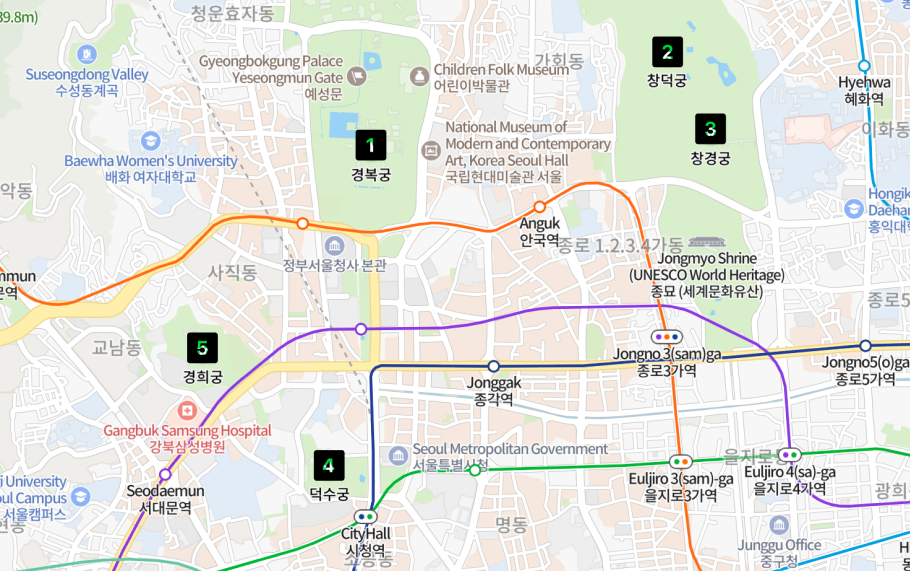 39.8m)
청운효자동
Suseongdong Valley
수성동계곡
Gyeongbokgung Palace
Yeseongmun Gate
예성문
Children Folk Museum
어린이박물관
가회동
2
창덕궁
Hyehwa
혜화역
이화동
3
창경궁
1
경복궁
National Museum of
Modern and Contemporary
Art, Korea Seoul Hall
국립현대미술관 서울
Baewha Women's University
배화 여자대학교
악동
Hongik
Daehan
홍익대
Anguk
안국역
종로 1.2.3.4가동
Jongmyo Shrine
(UNESCO World Heritage)
종묘 (세계문화유산)
정부서울청사 본관
사직동
mmun
문역
종로5
교남동
5
경희궁
Jongno 3(sam)ga
종로3가역
Jongno5(o)ga
종로5가역
Jonggak
종각역
Gangbuk Samsung Hospital
강북삼성병원
Seodaemun
서대문역
4
덕수궁
Seoul Metropolitan Government
서울특별시청
Euljiro 3(sam)-ga
을지로3가역
을지로
Euljiro 4(sa)-ga
을지로4가역
광희
i University
ul Campus
서울캠퍼스
현동
City Hall
시청역
명동
Junggu Office
중구청
H